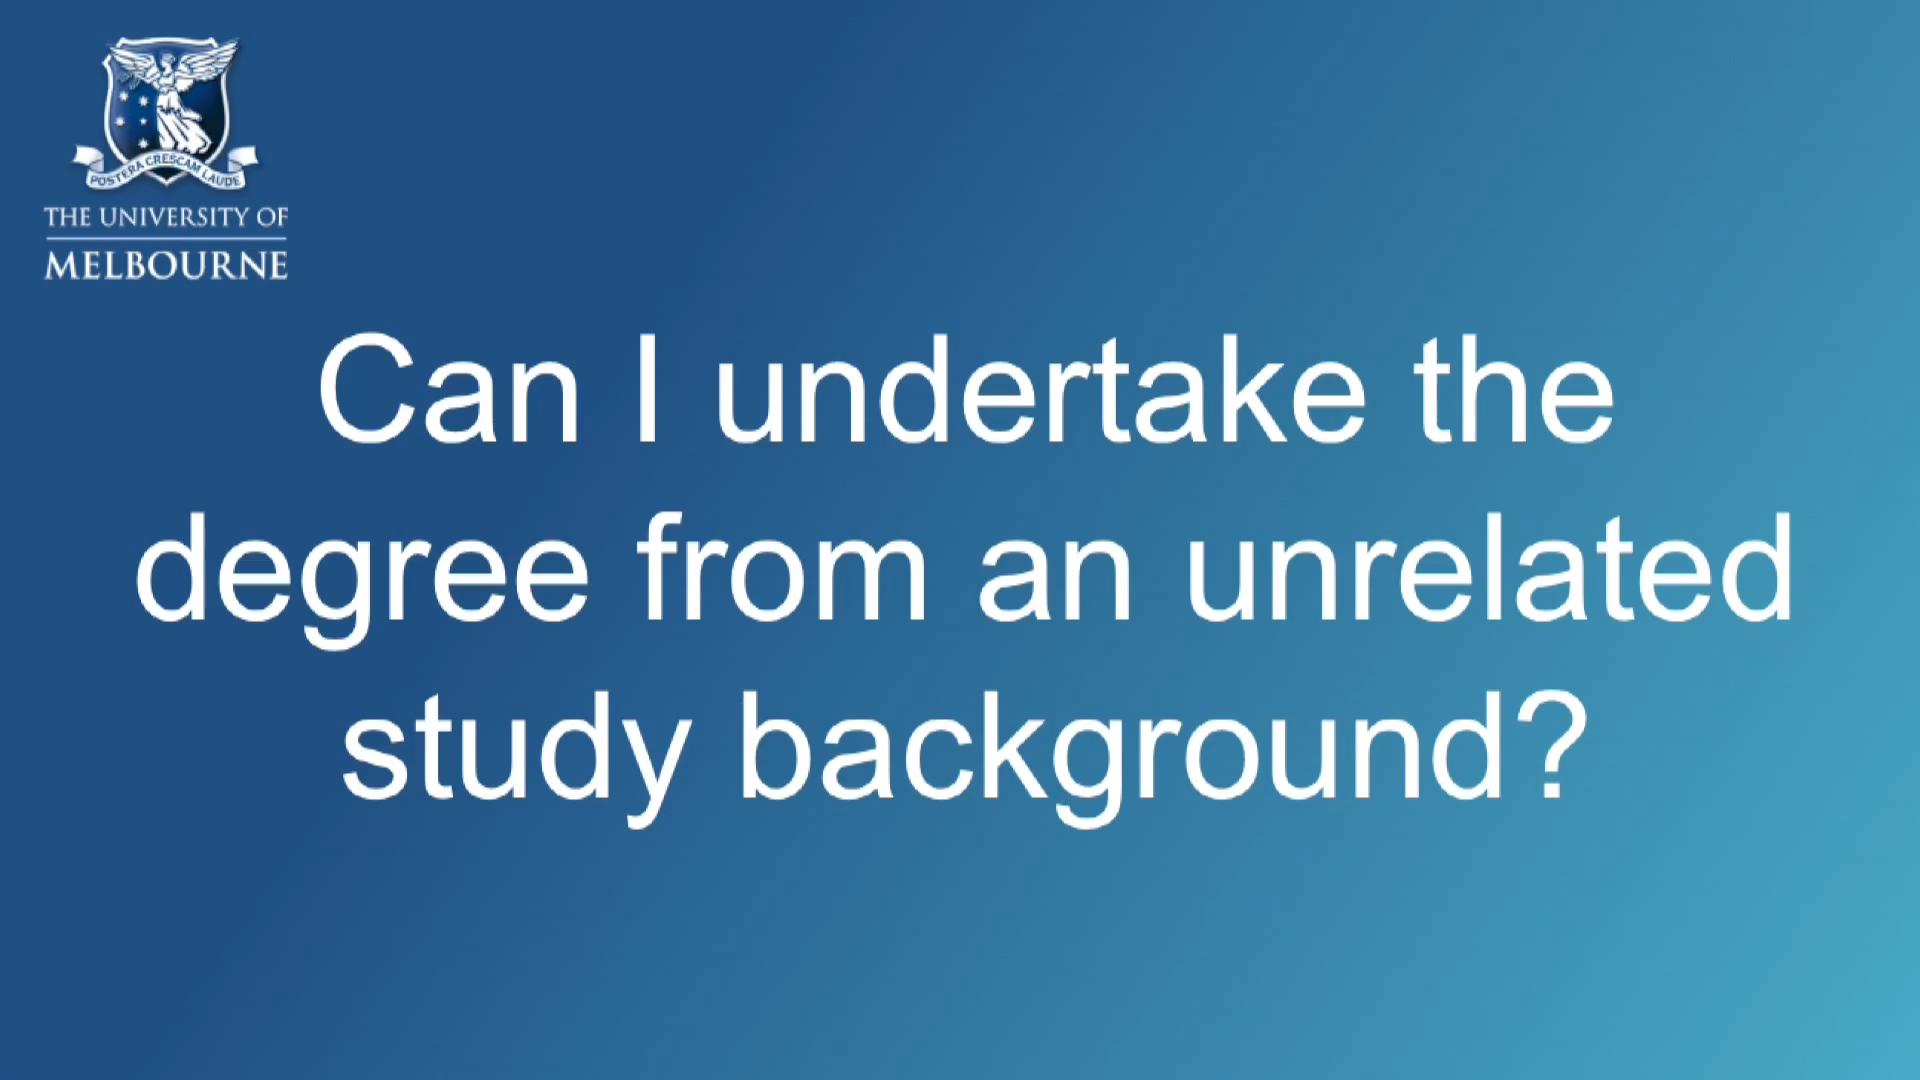 POSTERA CRESCAM LAUDE
THE UNIVERSITY OF
MELBOURNE
Can I undertake the
degree from an unrelated
study background?